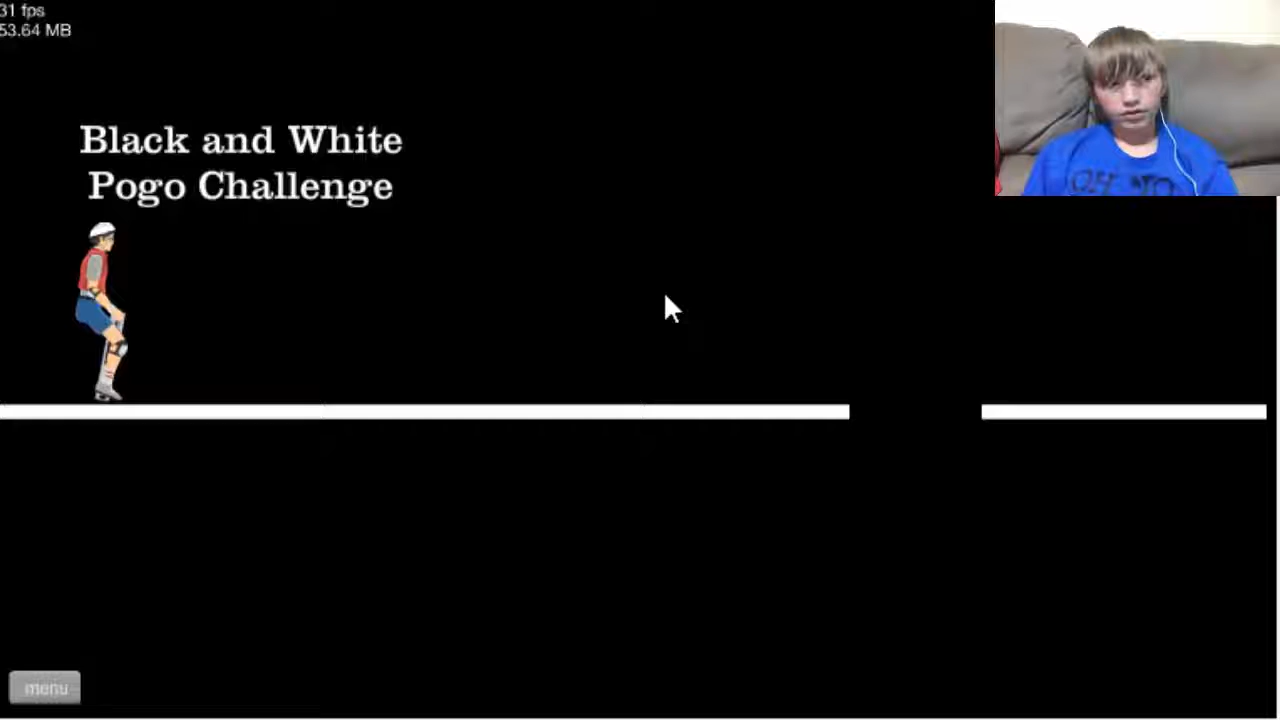 31 fps
53.64 MB
Black and White
Pogo Challenge
menu